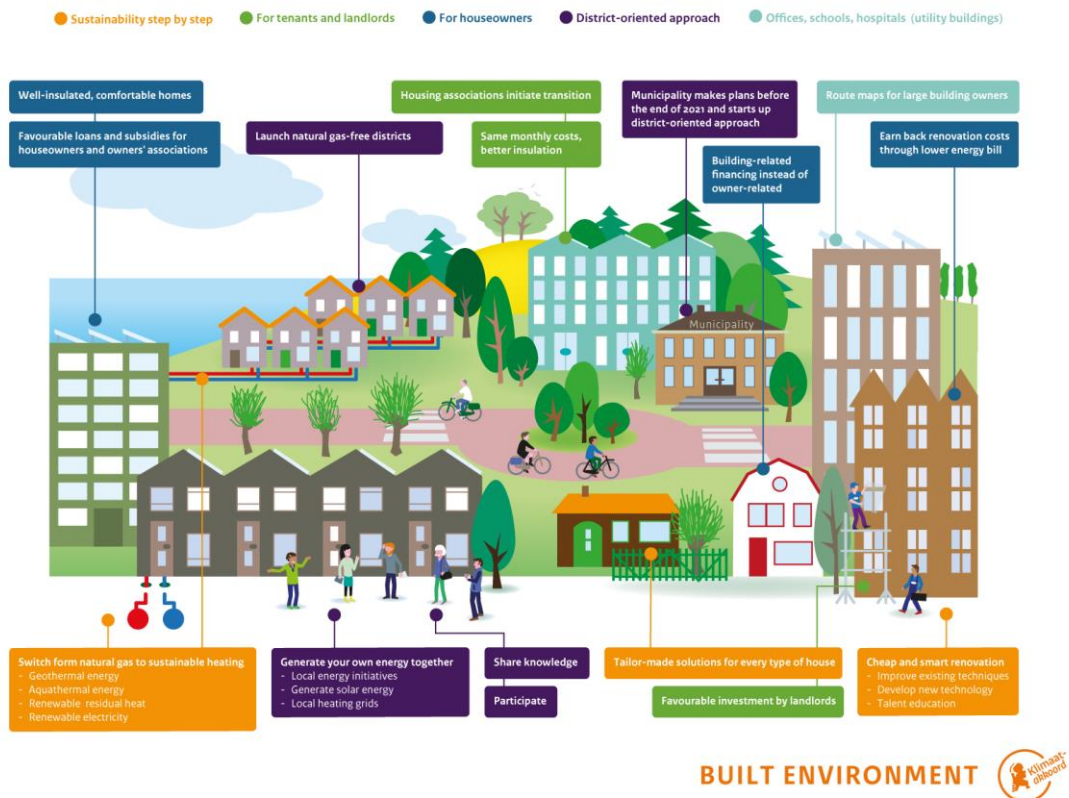 Sustainability step by step
For tenants and landlords
For houseowners
District-oriented approach
Offices, schools, hospitals (utility buildings)
Well-insulated, comfortable homes
Favourable loans and subsidies for
houseowners and owners' associations
Launch natural gas-free districts
Housing associations initiate transition
Same monthly costs,
better insulation
Municipality makes plans before
the end of 2021 and starts up
district-oriented approach
Building-related
financing instead of
owner-related
Route maps for large building owners
Earn back renovation costs
through lower energy bill
Municipality
Switch form natural gas to sustainable heating
- Geothermal energy
- Aquathermal energy
- Renewable residual heat
- Renewable electricity
Generate your own energy together
- Local energy initiatives
- Generate solar energy
- Local heating grids
Share knowledge
Participate
Tailor-made solutions for every type of house
Favourable investment by landlords
Cheap and smart renovation
- Improve existing techniques
- Develop new technology
- Talent education
BUILT ENVIRONMENT
Klimaat-
akkoord